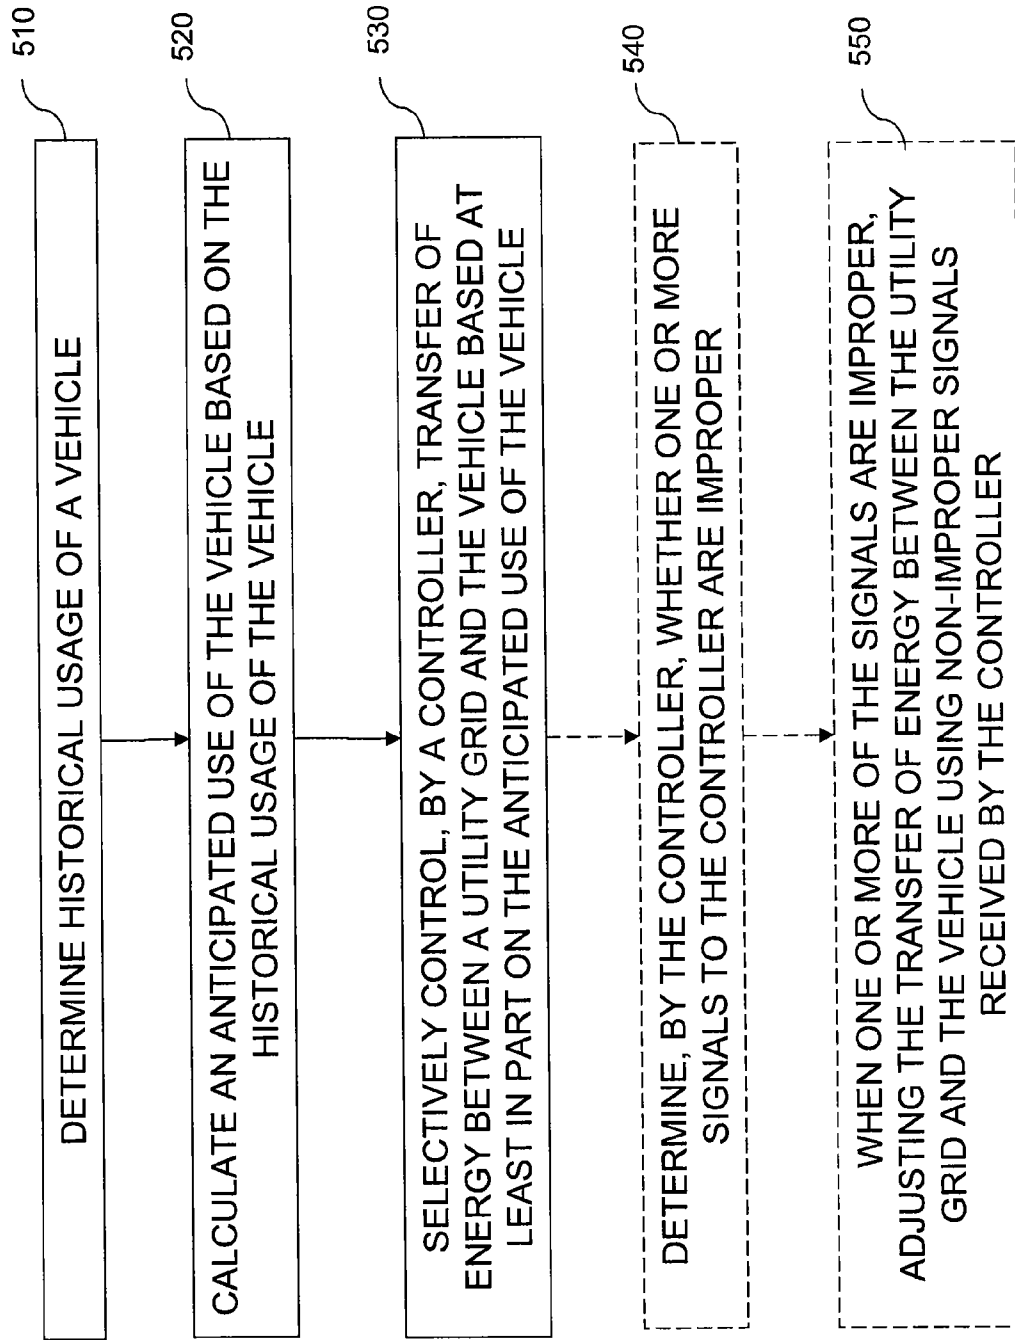 510
DETERMINE HISTORICAL USAGE OF A VEHICLE
520
CALCULATE AN ANTICIPATED USE OF THE VEHICLE BASED ON THE
HISTORICAL USAGE OF THE VEHICLE
530
SELECTIVELY CONTROL, BY A CONTROLLER, TRANSFER OF
ENERGY BETWEEN A UTILITY GRID AND THE VEHICLE BASED AT
LEAST IN PART ON THE ANTICIPATED USE OF THE VEHICLE
540
DETERMINE, BY THE CONTROLLER, WHETHER ONE OR MORE
SIGNALS TO THE CONTROLLER ARE IMPROPER
550
WHEN ONE OR MORE OF THE SIGNALS ARE IMPROPER,
ADJUSTING THE TRANSFER OF ENERGY BETWEEN THE UTILITY
GRID AND THE VEHICLE USING NON-IMPROPER SIGNALS
RECEIVED BY THE CONTROLLER